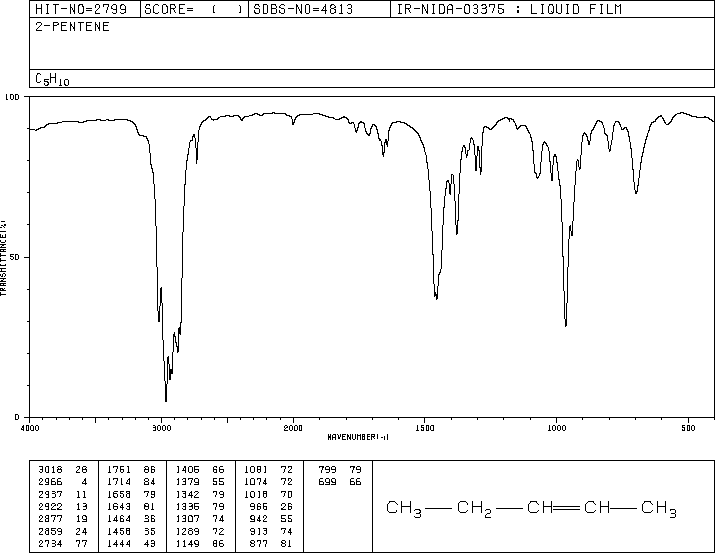 HIT-NO=2799 SCORE= ( ) SDBS-NO=4813 IR-NIDA-03375 : LIQUID FILM
2-PENTENE
C5H10
100
50
0
TRANSMITTANCE(%)
4000 3000 2000 1500 1000 500
WAVENUMBER(-1)
3018 28 1761 86 1406 66 1081 72 799 79
2966 4 1714 84 1379 55 1074 72 699 66
2937 11 1658 79 1342 79 1018 70
2922 13 1643 81 1336 79 966 26
2877 19 1464 36 1307 74 942 55
2859 24 1458 35 1289 72 913 74
2734 77 1444 43 1149 86 877 81
CH3 CH2 CH CH CH3